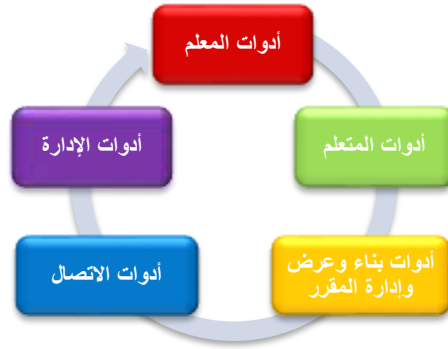 أدوات المعلم
أدوات المتعلم
أدوات بناء وعرض
وإدارة المقرر
أدوات الاتصال
أدوات الإدارة